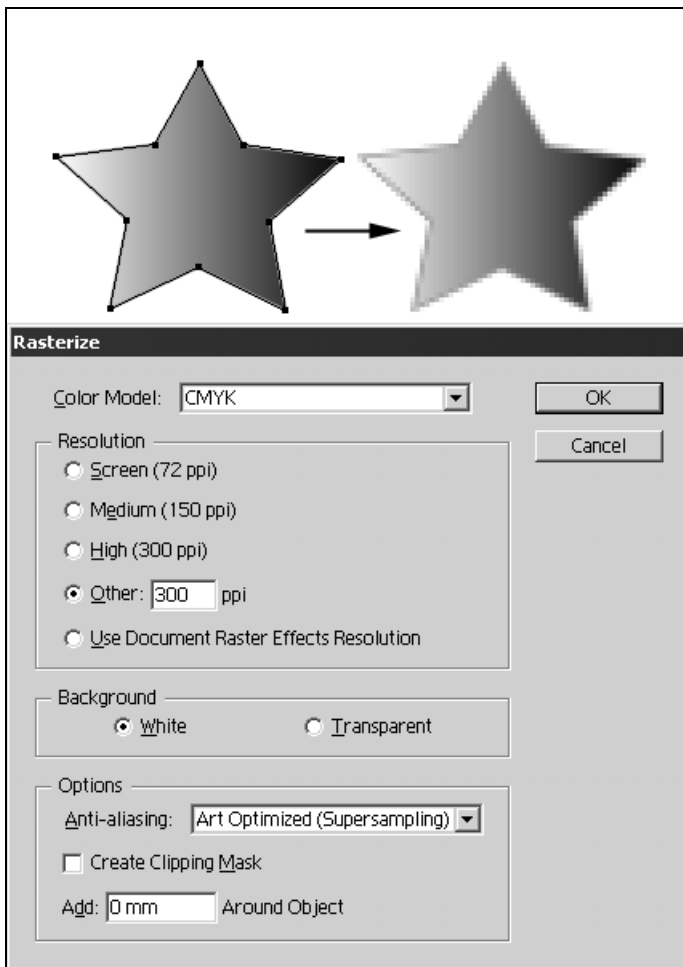 Rasterize
Color Model: CMYK
OK
Resolution
Cancel
Screen (72 ppi)
Medium (150 ppi)
High (300 ppi)
Other: 300 ppi
Use Document Raster Effects Resolution
Background
White Transparent
Options
Anti-aliasing: Art Optimized (Supersampling)
Create Clipping Mask
Add: 0 mm Around Object